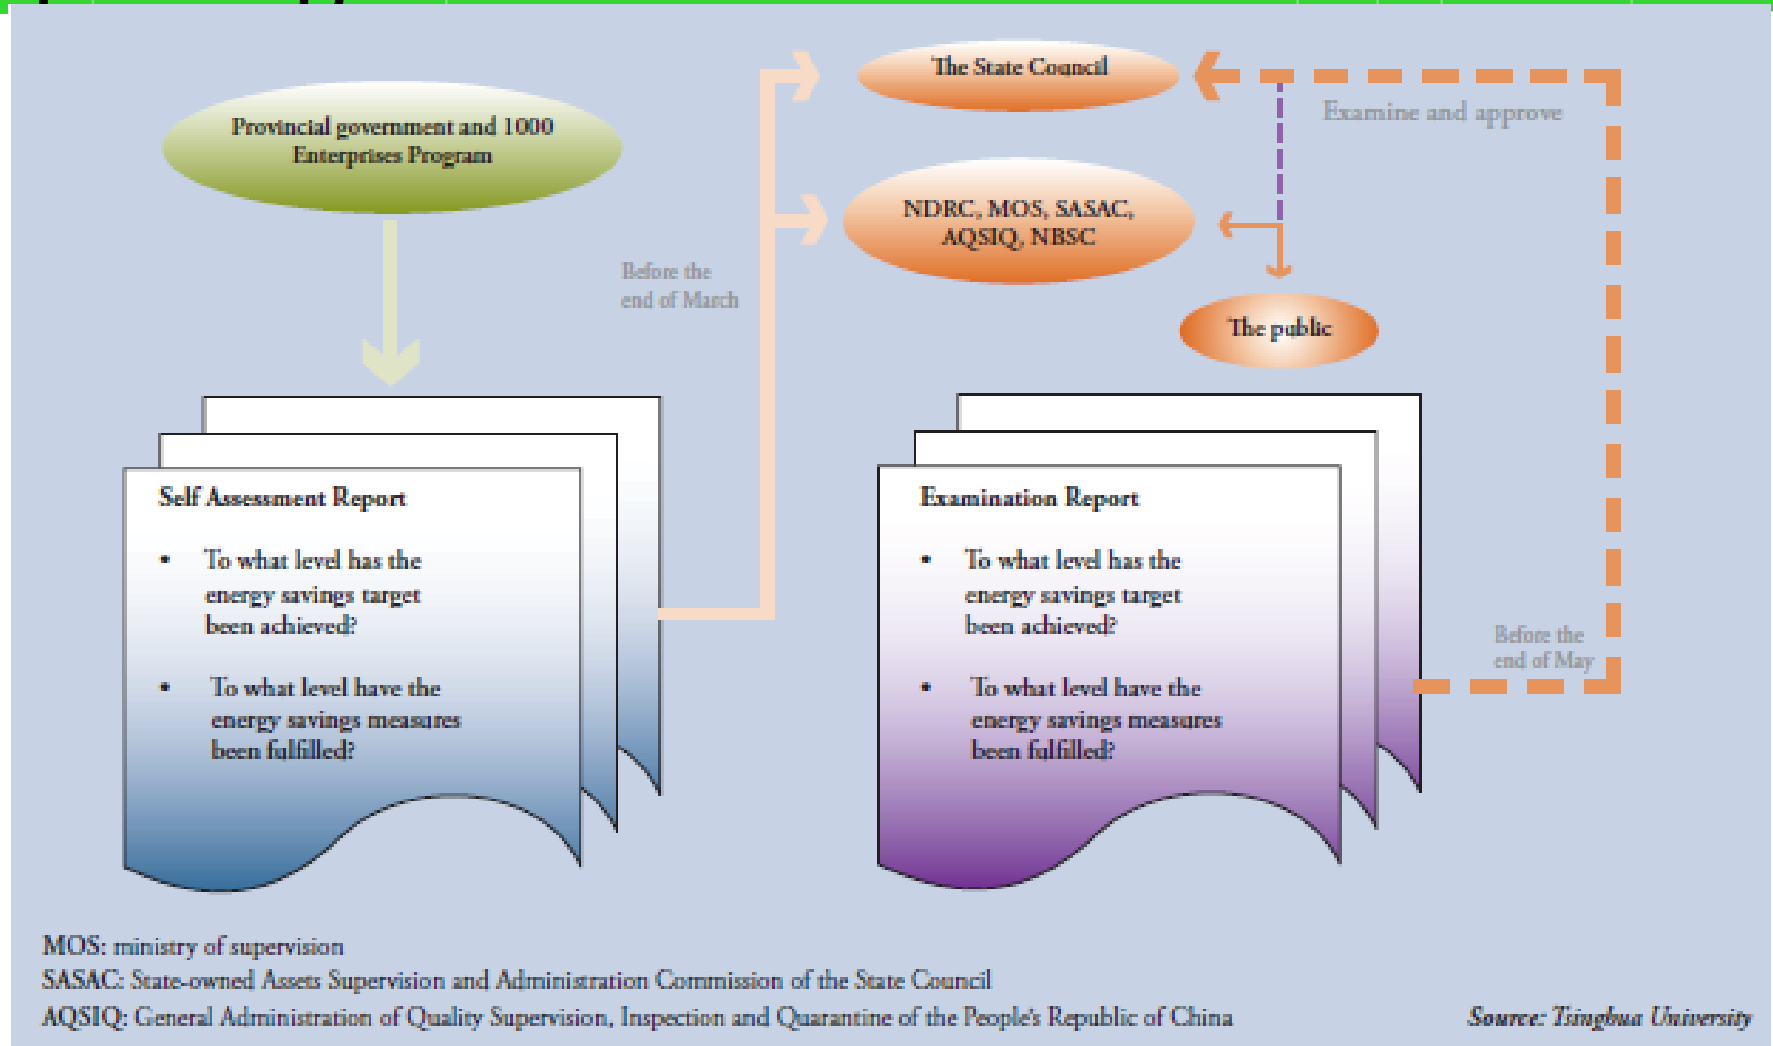 The State Council
Examine and approve
Provincial government and 1000
Enterprises Program
NDRC, MOS, SASAC,
AQSIQ, NBSC
Before the
end of March
The public
Self Assessment Report
• To what level has the
energy savings target
been achieved?
• To what level have the
energy savings measures
been fulfilled?
Examination Report
• To what level has the
energy savings target
been achieved?
• To what level have the
energy savings measures
been fulfilled?
Before the
end of May
MOS: ministry of supervision
SASAC: State-owned Assets Supervision and Administration Commission of the State Council
AQSIQ: General Administration of Quality Supervision, Inspection and Quarantine of the People's Republic of China
Source: Tsinghua University